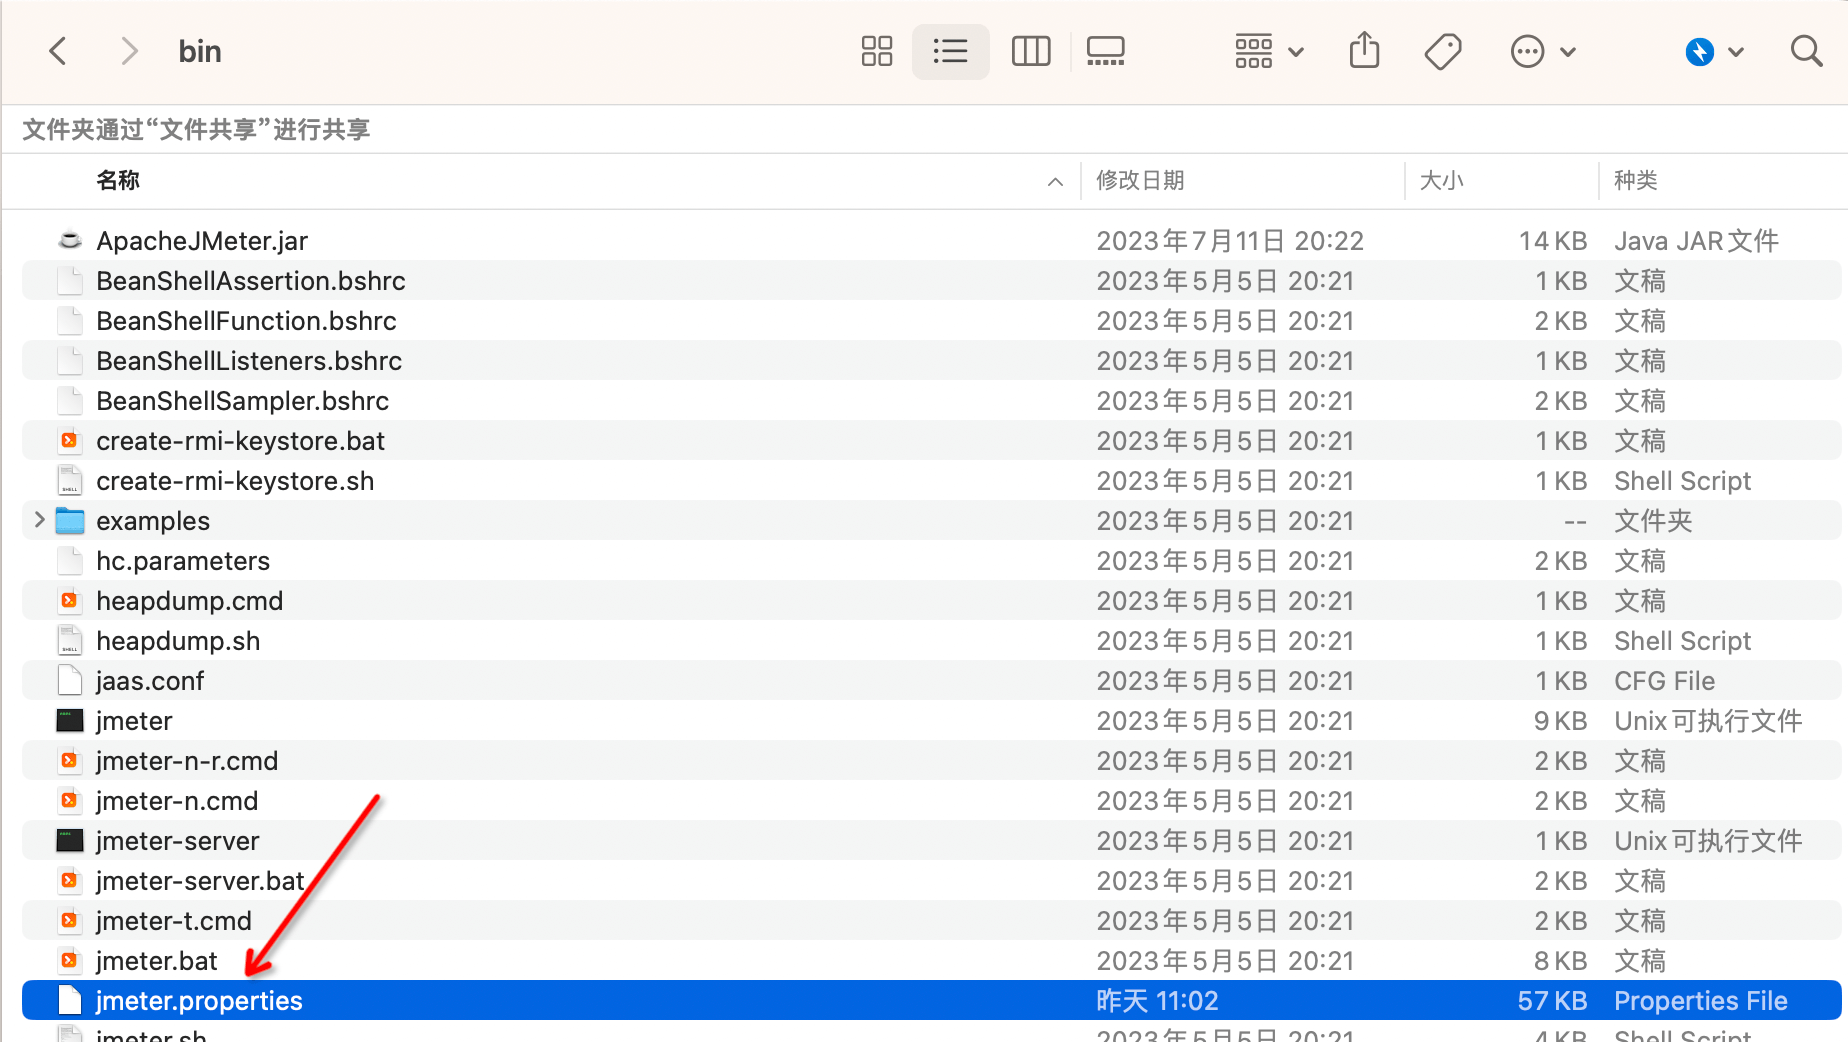 bin
文件夹通过“文件共享”进行共享
名称 修改日期 大小 种类
ApacheJMeter.jar 2023年7月11日 20:22 14 KB Java JAR文件
BeanShellAssertion.bshrc 2023年5月5日 20:21 1 KB 文稿
BeanShellFunction.bshrc 2023年5月5日 20:21 2 KB 文稿
BeanShellListeners.bshrc 2023年5月5日 20:21 1 KB 文稿
BeanShellSampler.bshrc 2023年5月5日 20:21 2 KB 文稿
create-rmi-keystore.bat 2023年5月5日 20:21 1 KB 文稿
create-rmi-keystore.sh 2023年5月5日 20:21 1 KB Shell Script
examples 2023年5月5日 20:21 -- 文件夹
hc.parameters 2023年5月5日 20:21 2 KB 文稿
heapdump.cmd 2023年5月5日 20:21 1 KB 文稿
heapdump.sh 2023年5月5日 20:21 1 KB Shell Script
jaas.conf 2023年5月5日 20:21 1 KB CFG File
jmeter 2023年5月5日 20:21 9 KB Unix可执行文件
jmeter-n-r.cmd 2023年5月5日 20:21 2 KB 文稿
jmeter-n.cmd 2023年5月5日 20:21 2 KB 文稿
jmeter-server 2023年5月5日 20:21 1 KB Unix可执行文件
jmeter-server.bat 2023年5月5日 20:21 2 KB 文稿
jmeter-t.cmd 2023年5月5日 20:21 2 KB 文稿
jmeter.bat 2023年5月5日 20:21 8 KB 文稿
jmeter.properties 昨天 11:02 57 KB Properties File
jmeter.sh 2023年5月5日 20:21 4 KB Shell Script